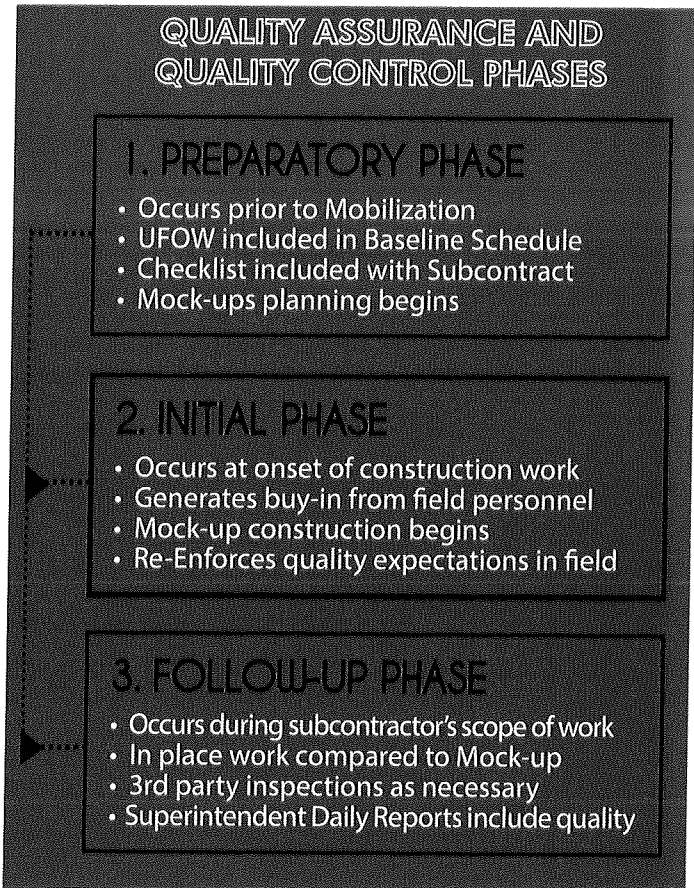 QUALITY ASSURANCE AND
QUALITY CONTROL PHASES
1. PREPARATORY PHASE
• Occurs prior to Mobilization
• UFOW included in Baseline Schedule
• Checklist included with Subcontract
• Mock-ups planning begins
2. INITIAL PHASE
• Occurs at onset of construction work
• Generates buy-in from field personnel
• Mock-up construction begins
• Re-Enforces quality expectations in field
3. FOLLOW-UP PHASE
• Occurs during subcontractor's scope of work
• In place work compared to Mock-up
• 3rd party inspections as necessary
• Superintendent Daily Reports include quality